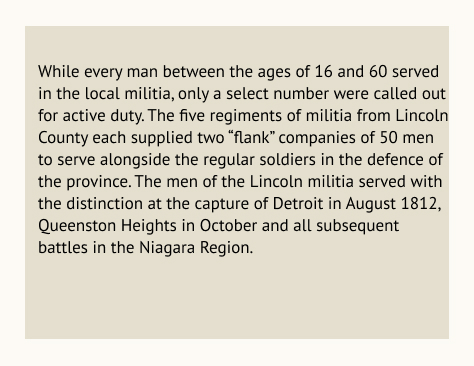 While every man between the ages of 16 and 60 served
in the local militia, only a select number were called out
for active duty. The five regiments of militia from Lincoln
County each supplied two “flank” companies of 50 men
to serve alongside the regular soldiers in the defence of
the province. The men of the Lincoln militia served with
the distinction at the capture of Detroit in August 1812,
Queenston Heights in October and all subsequent
battles in the Niagara Region.